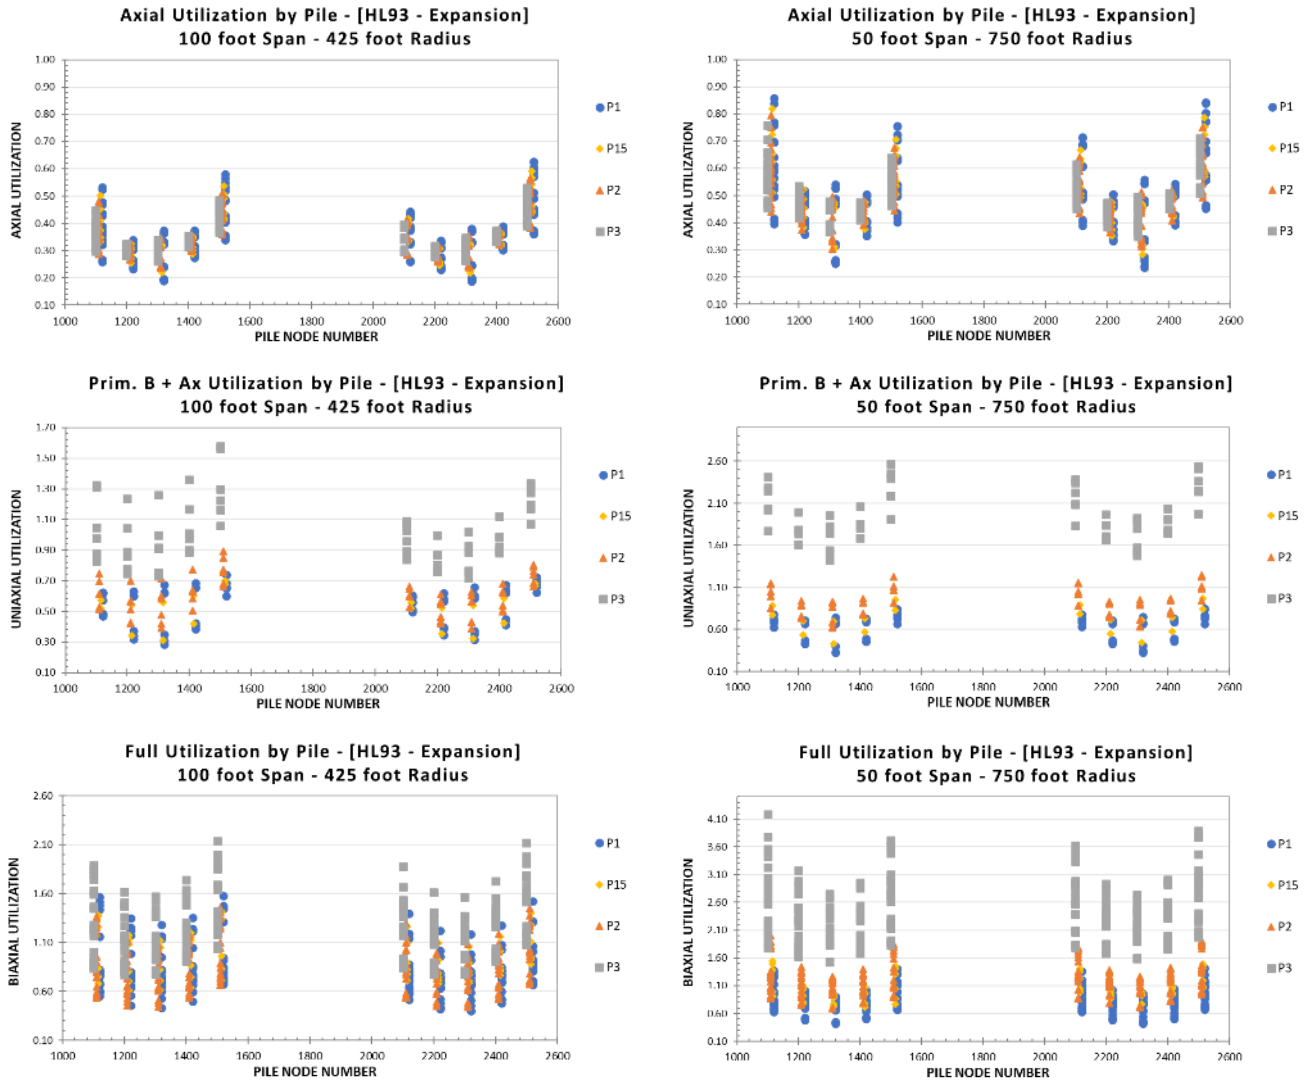 Axial Utilization by Pile - [HL93 - Expansion]
100 foot Span - 425 foot Radius
AXIAL UTILIZATION
1.00
0.90
0.80
0.70
0.60
0.50
0.40
0.30
0.20
0.10
1000 1200 1400 1600 1800 2000 2200 2400 2600
PILE NODE NUMBER
P1
P15
P2
P3
Axial Utilization by Pile - [HL93 - Expansion]
50 foot Span - 750 foot Radius
AXIAL UTILIZATION
1.00
0.90
0.80
0.70
0.60
0.50
0.40
0.30
0.20
0.10
1000 1200 1400 1600 1800 2000 2200 2400 2600
PILE NODE NUMBER
P1
P15
P2
P3
Prim. B + Ax Utilization by Pile - [HL93 - Expansion]
100 foot Span - 425 foot Radius
UNIAXIAL UTILIZATION
1.70
1.50
1.30
1.10
0.90
0.70
0.50
0.30
0.10
1000 1200 1400 1600 1800 2000 2200 2400 2600
PILE NODE NUMBER
P1
P15
P2
P3
Prim. B + Ax Utilization by Pile - [HL93 - Expansion]
50 foot Span - 750 foot Radius
UNIAXIAL UTILIZATION
2.60
2.10
1.60
1.10
0.60
0.10
1000 1200 1400 1600 1800 2000 2200 2400 2600
PILE NODE NUMBER
P1
P15
P2
P3
Full Utilization by Pile - [HL93 - Expansion]
100 foot Span - 425 foot Radius
BIAXIAL UTILIZATION
2.60
2.10
1.60
1.10
0.60
0.10
1000 1200 1400 1600 1800 2000 2200 2400 2600
PILE NODE NUMBER
P1
P15
P2
P3
Full Utilization by Pile - [HL93 - Expansion]
50 foot Span - 750 foot Radius
BIAXIAL UTILIZATION
4.10
3.60
3.10
2.60
2.10
1.60
1.10
0.60
0.10
1000 1200 1400 1600 1800 2000 2200 2400 2600
PILE NODE NUMBER
P1
P15
P2
P3